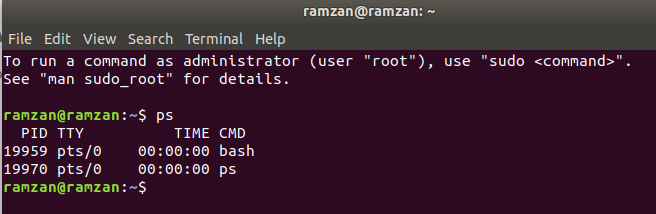 ramzan@ramzan: ~
File Edit View Search Terminal Help
To run a command as administrator (user "root"), use "sudo <command>".
See "man sudo_root" for details.
ramzan@ramzan:~$ ps
  PID TTY          TIME CMD
19959 pts/0    00:00:00 bash
19970 pts/0    00:00:00 ps
ramzan@ramzan:~$